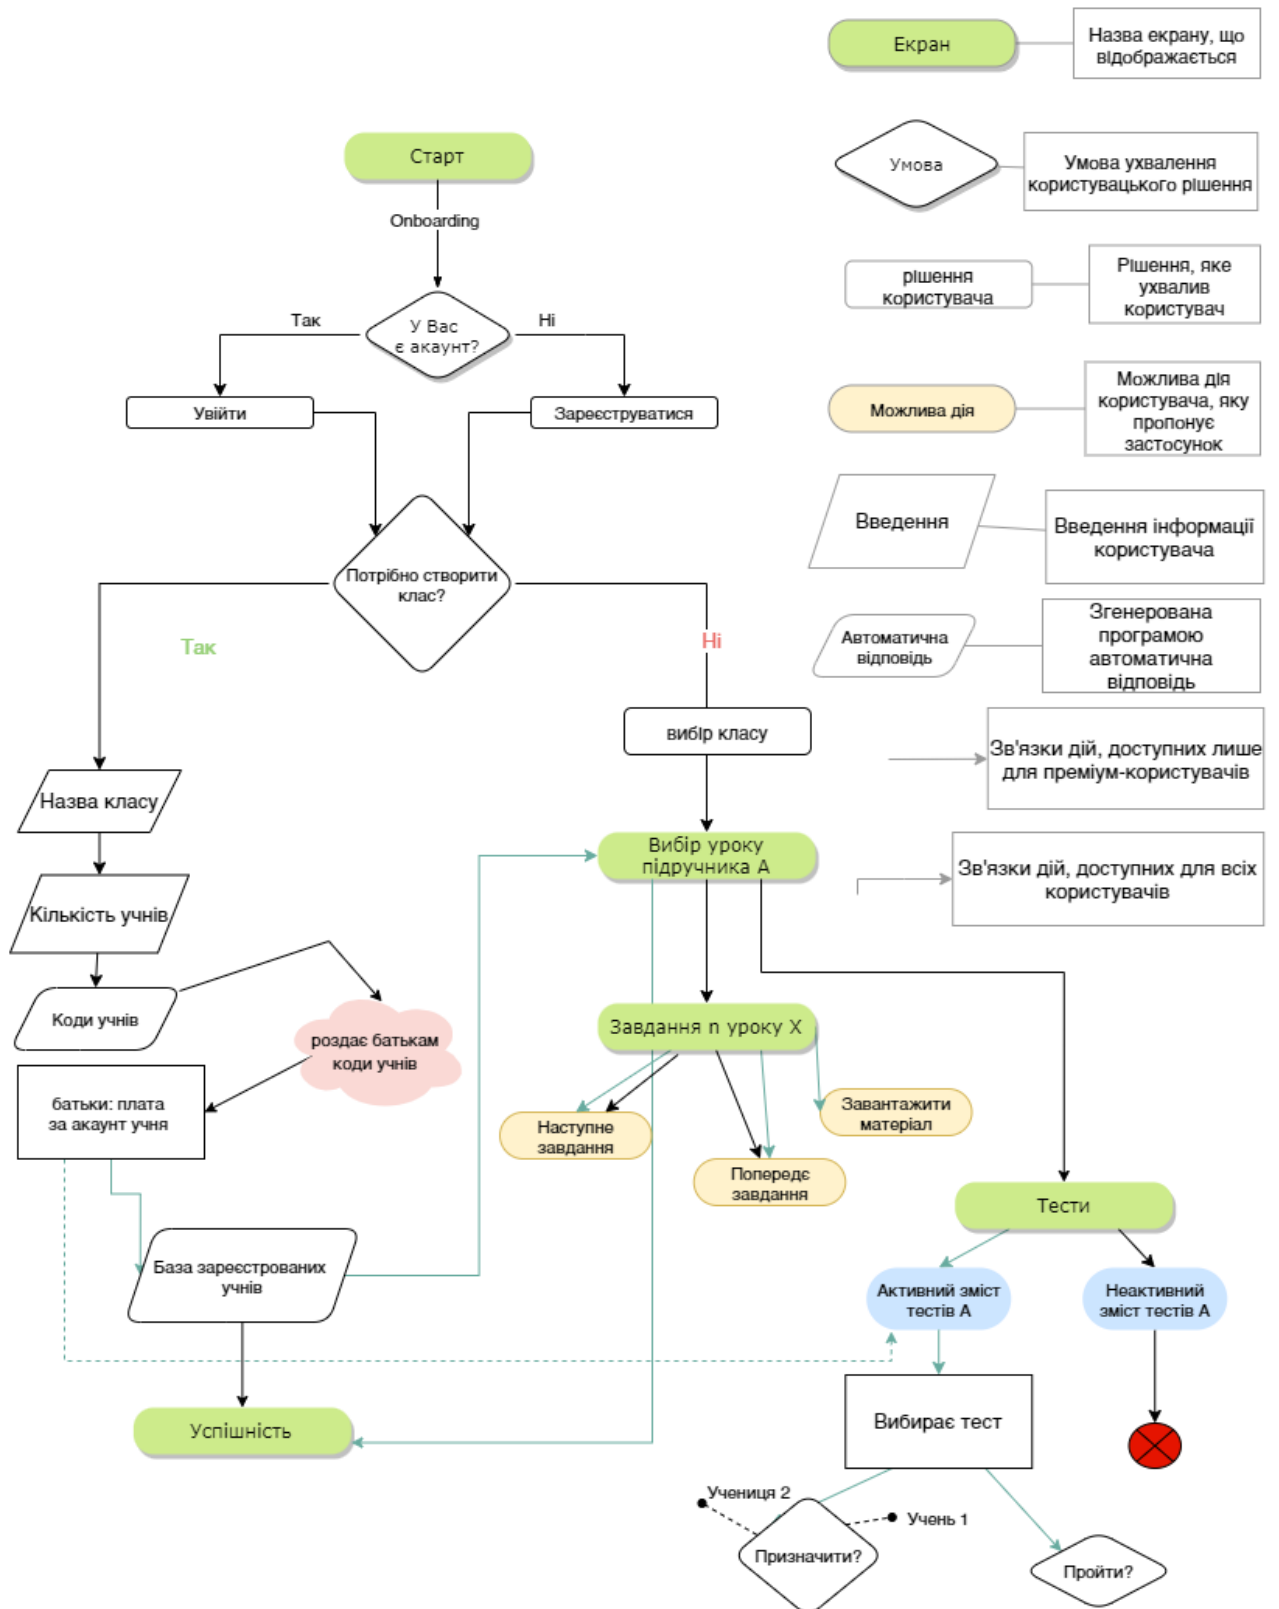 Екран
Назва екрану, що
відображається
Старт
Умова
Умова ухвалення
користувацького рішення
Onboarding
рішення
користувача
Рішення, яке
ухвалив
користувач
Так
У Вас
є акаунт?
Ні
Увійти
Зареєструватися
Можлива дія
Можлива дія
користувача, яку
пропонує
застосунок
Введення
Введення інформації
користувача
Потрібно створити
клас?
Так
Ні
Автоматична
відповідь
Згенерована
програмою
автоматична
відповідь
вибір класу
Зв'язки дій, доступних лише
для преміум-користувачів
Назва класу
Вибір уроку
підручника А
Зв'язки дій, доступних для всіх
користувачів
Кількість учнів
Коди учнів
роздає батькам
коди учнів
Завдання n уроку X
батьки: плата
за акаунт учня
Наступне
завдання
Завантажити
матеріал
Попереднє
завдання
Тести
База зареєстрованих
учнів
Активний зміст
тестів А
Неактивний
зміст тестів А
Успішність
Вибирає тест
Учениця 2
Учень 1
Призначити?
Пройти?